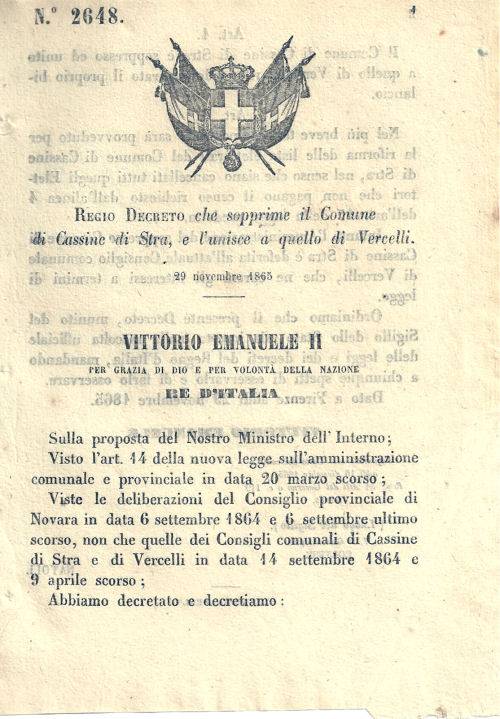 N.º 2648.
REGIO DECRETO che sopprime il Comune
di Cassine di Stra, e l'unisce a quello di Vercelli.
29 novembre 1865
VITTORIO EMANUELE II
PER GRAZIA DI DIO E PER VOLONTÀ DELLA NAZIONE
RE D'ITALIA
Sulla proposta del Nostro Ministro dell'Interno;
Visto l'art. 14 della nuova legge sull'amministrazione
comunale e provinciale in data 20 marzo scorso;
Viste le deliberazioni del Consiglio provinciale di
Novara in data 6 settembre 1864 e 6 settembre ultimo
scorso, non che quelle dei Consigli comunali di Cassine
di Stra e di Vercelli in data 14 settembre 1864 e
9 aprile scorso;
Abbiamo decretato e decretiamo: